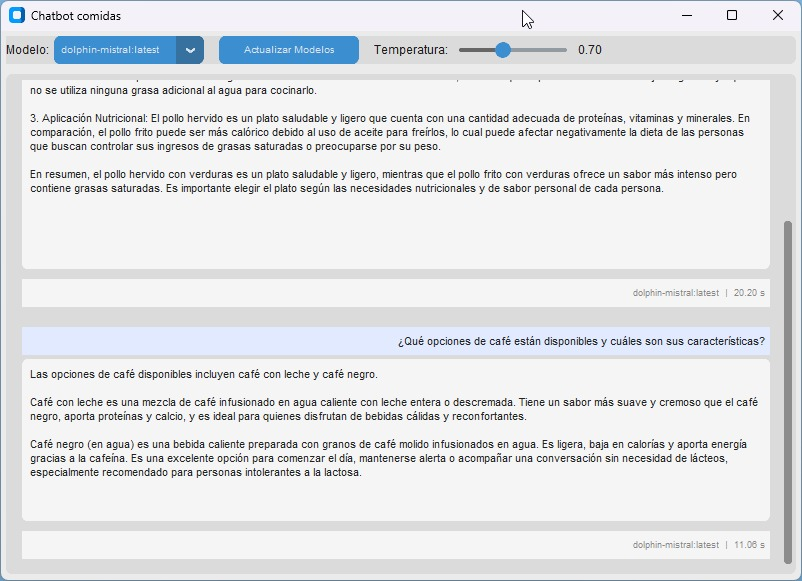 Chatbot comidas
Modelo: dolphin-mistral:latest Actualizar Modelos Temperatura: 0.70
no se utiliza ninguna grasa adicional al agua para cocinarlo.
3. Aplicación Nutricional: El pollo hervido es un plato saludable y ligero que cuenta con una cantidad adecuada de proteínas, vitaminas y minerales. En
comparación, el pollo frito puede ser más calórico debido al uso de aceite para freírlos, lo cual puede afectar negativamente la dieta de las personas
que buscan controlar sus ingresos de grasas saturadas o preocuparse por su peso.
En resumen, el pollo hervido con verduras es un plato saludable y ligero, mientras que el pollo frito con verduras ofrece un sabor más intenso pero
contiene grasas saturadas. Es importante elegir el plato según las necesidades nutricionales y de sabor personal de cada persona.
dolphin-mistral:latest | 20.20 s
¿Qué opciones de café están disponibles y cuáles son sus características?
Las opciones de café disponibles incluyen café con leche y café negro.
Café con leche es una mezcla de café infusionado en agua caliente con leche entera o descremada. Tiene un sabor más suave y cremoso que el café
negro, aporta proteínas y calcio, y es ideal para quienes disfrutan de bebidas cálidas y reconfortantes.
Café negro (en agua) es una bebida caliente preparada con granos de café molido infusionados en agua. Es ligera, baja en calorías y aporta energía
gracias a la cafeína. Es una excelente opción para comenzar el día, mantenerse alerta o acompañar una conversación sin necesidad de lácteos,
especialmente recomendado para personas intolerantes a la lactosa.
dolphin-mistral:latest | 11.06 s